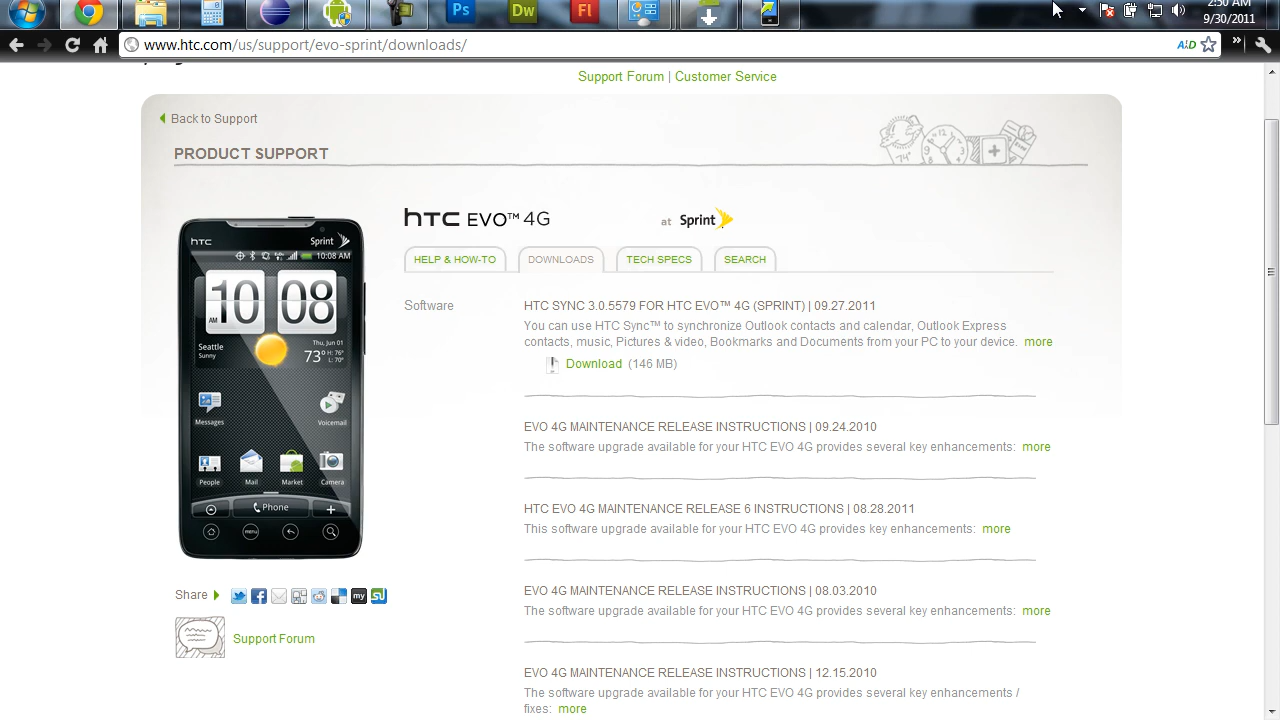 Ps Dw Fl
2:50 AM
9/30/2011
www.htc.com/us/support/evo-sprint/downloads/
Support Forum | Customer Service
Back to Support
PRODUCT SUPPORT
hTC EVO™ 4G at Sprint
HELP & HOW-TO DOWNLOADS TECH SPECS SEARCH
Software
HTC SYNC 3.0.5579 FOR HTC EVO™ 4G (SPRINT) | 09.27.2011
You can use HTC Sync™ to synchronize Outlook contacts and calendar, Outlook Express
contacts, music, Pictures & video, Bookmarks and Documents from your PC to your device. more
Download (146 MB)
EVO 4G MAINTENANCE RELEASE INSTRUCTIONS | 09.24.2010
The software upgrade available for your HTC EVO 4G provides several key enhancements: more
HTC EVO 4G MAINTENANCE RELEASE 6 INSTRUCTIONS | 08.28.2011
This software upgrade available for your HTC EVO 4G provides key enhancements: more
EVO 4G MAINTENANCE RELEASE INSTRUCTIONS | 08.03.2010
The software upgrade available for your HTC EVO 4G provides several key enhancements: more
EVO 4G MAINTENANCE RELEASE INSTRUCTIONS | 12.15.2010
The software upgrade available for your HTC EVO 4G provides several key enhancements /
fixes: more
hTC Sprint
10:08 AM
AM 10 08
Seattle
Sunny
Thu, Jun 01
73° H: 76°
L: 70°
Messages Voicemail
People Mail Market Camera
Phone
menu
Share
my
Support Forum